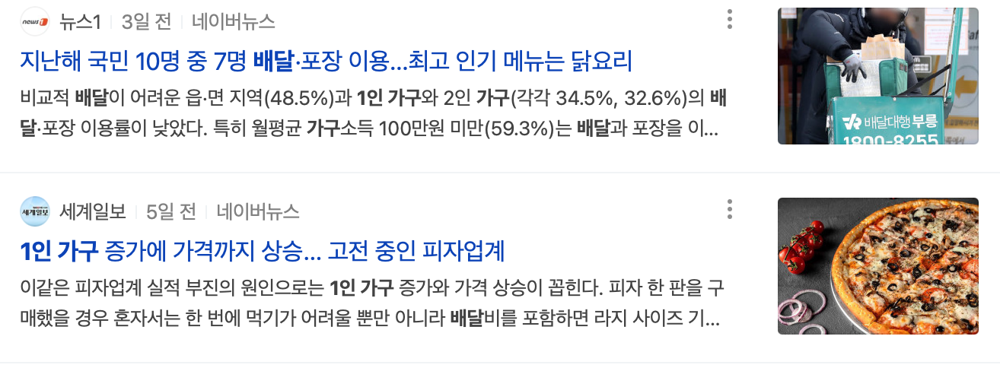 news1 뉴스1 3일 전 네이버뉴스
지난해 국민 10명 중 7명 배달·포장 이용...최고 인기 메뉴는 닭요리
비교적 배달이 어려운 읍·면 지역(48.5%)과 1인 가구와 2인 가구(각각 34.5%, 32.6%)의 배
달·포장 이용률이 낮았다. 특히 월평균 가구소득 100만원 미만(59.3%)는 배달과 포장을 이...
배달대행 부릉
1800-8255
세계일보 세계일보 5일 전 네이버뉴스
1인 가구 증가에 가격까지 상승... 고전 중인 피자업계
이같은 피자업계 실적 부진의 원인으로는 1인 가구 증가와 가격 상승이 꼽힌다. 피자 한 판을 구
매했을 경우 혼자서는 한 번에 먹기가 어려울 뿐만 아니라 배달비를 포함하면 라지 사이즈 기...